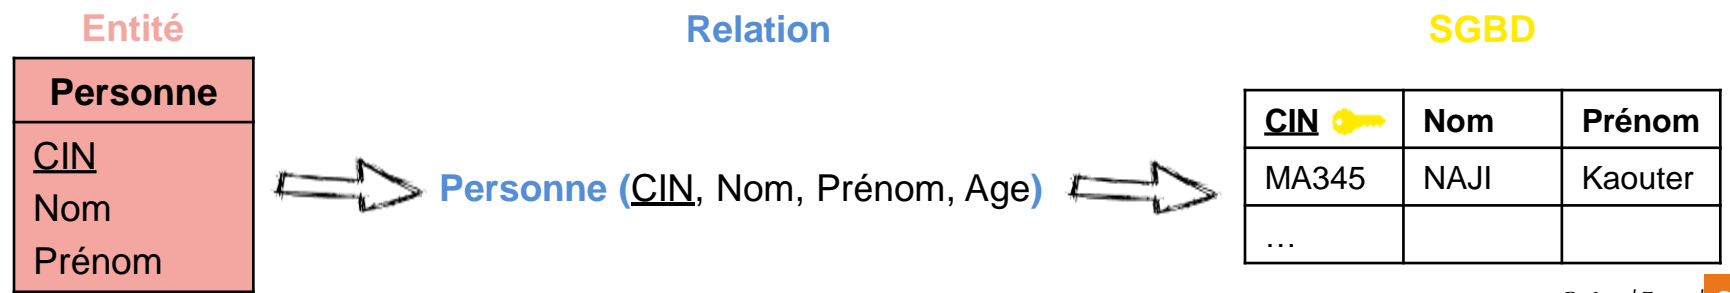 Entité
Relation
SGBD
Personne
CIN
Nom
Prénom
Personne (CIN, Nom, Prénom, Age)
CIN Nom Prénom
MA345 NAJI Kaouter
…